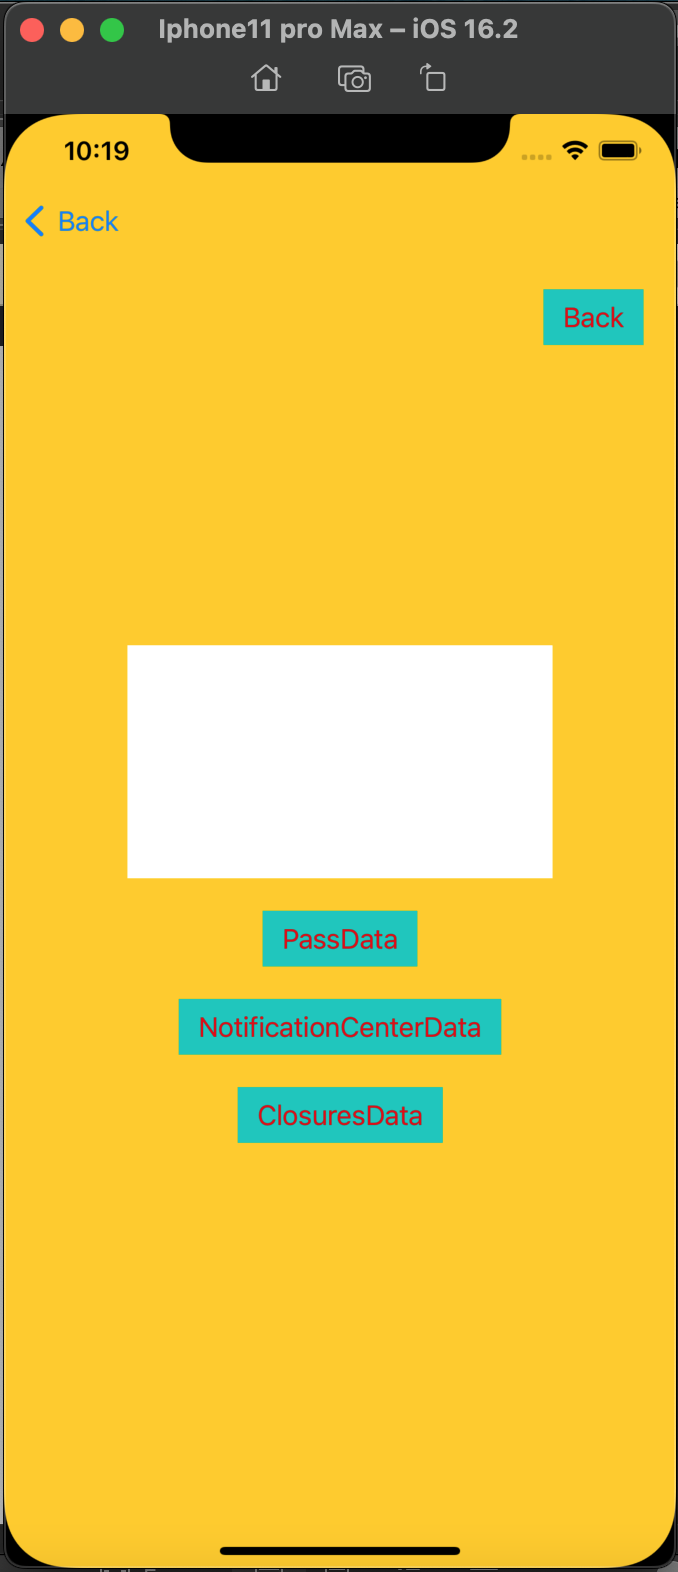 Iphone11 pro Max – iOS 16.2
10:19
Back
Back
PassData
NotificationCenterData
ClosuresData